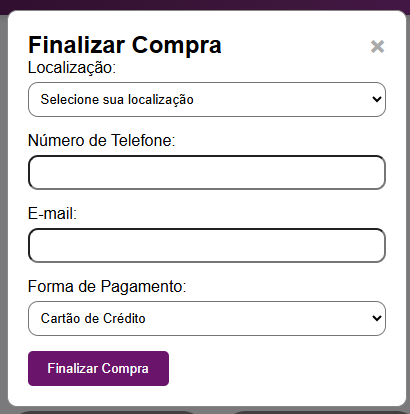 Finalizar Compra ×
Localização:
Selecione sua localização
Número de Telefone:
E-mail:
Forma de Pagamento:
Cartão de Crédito
Finalizar Compra